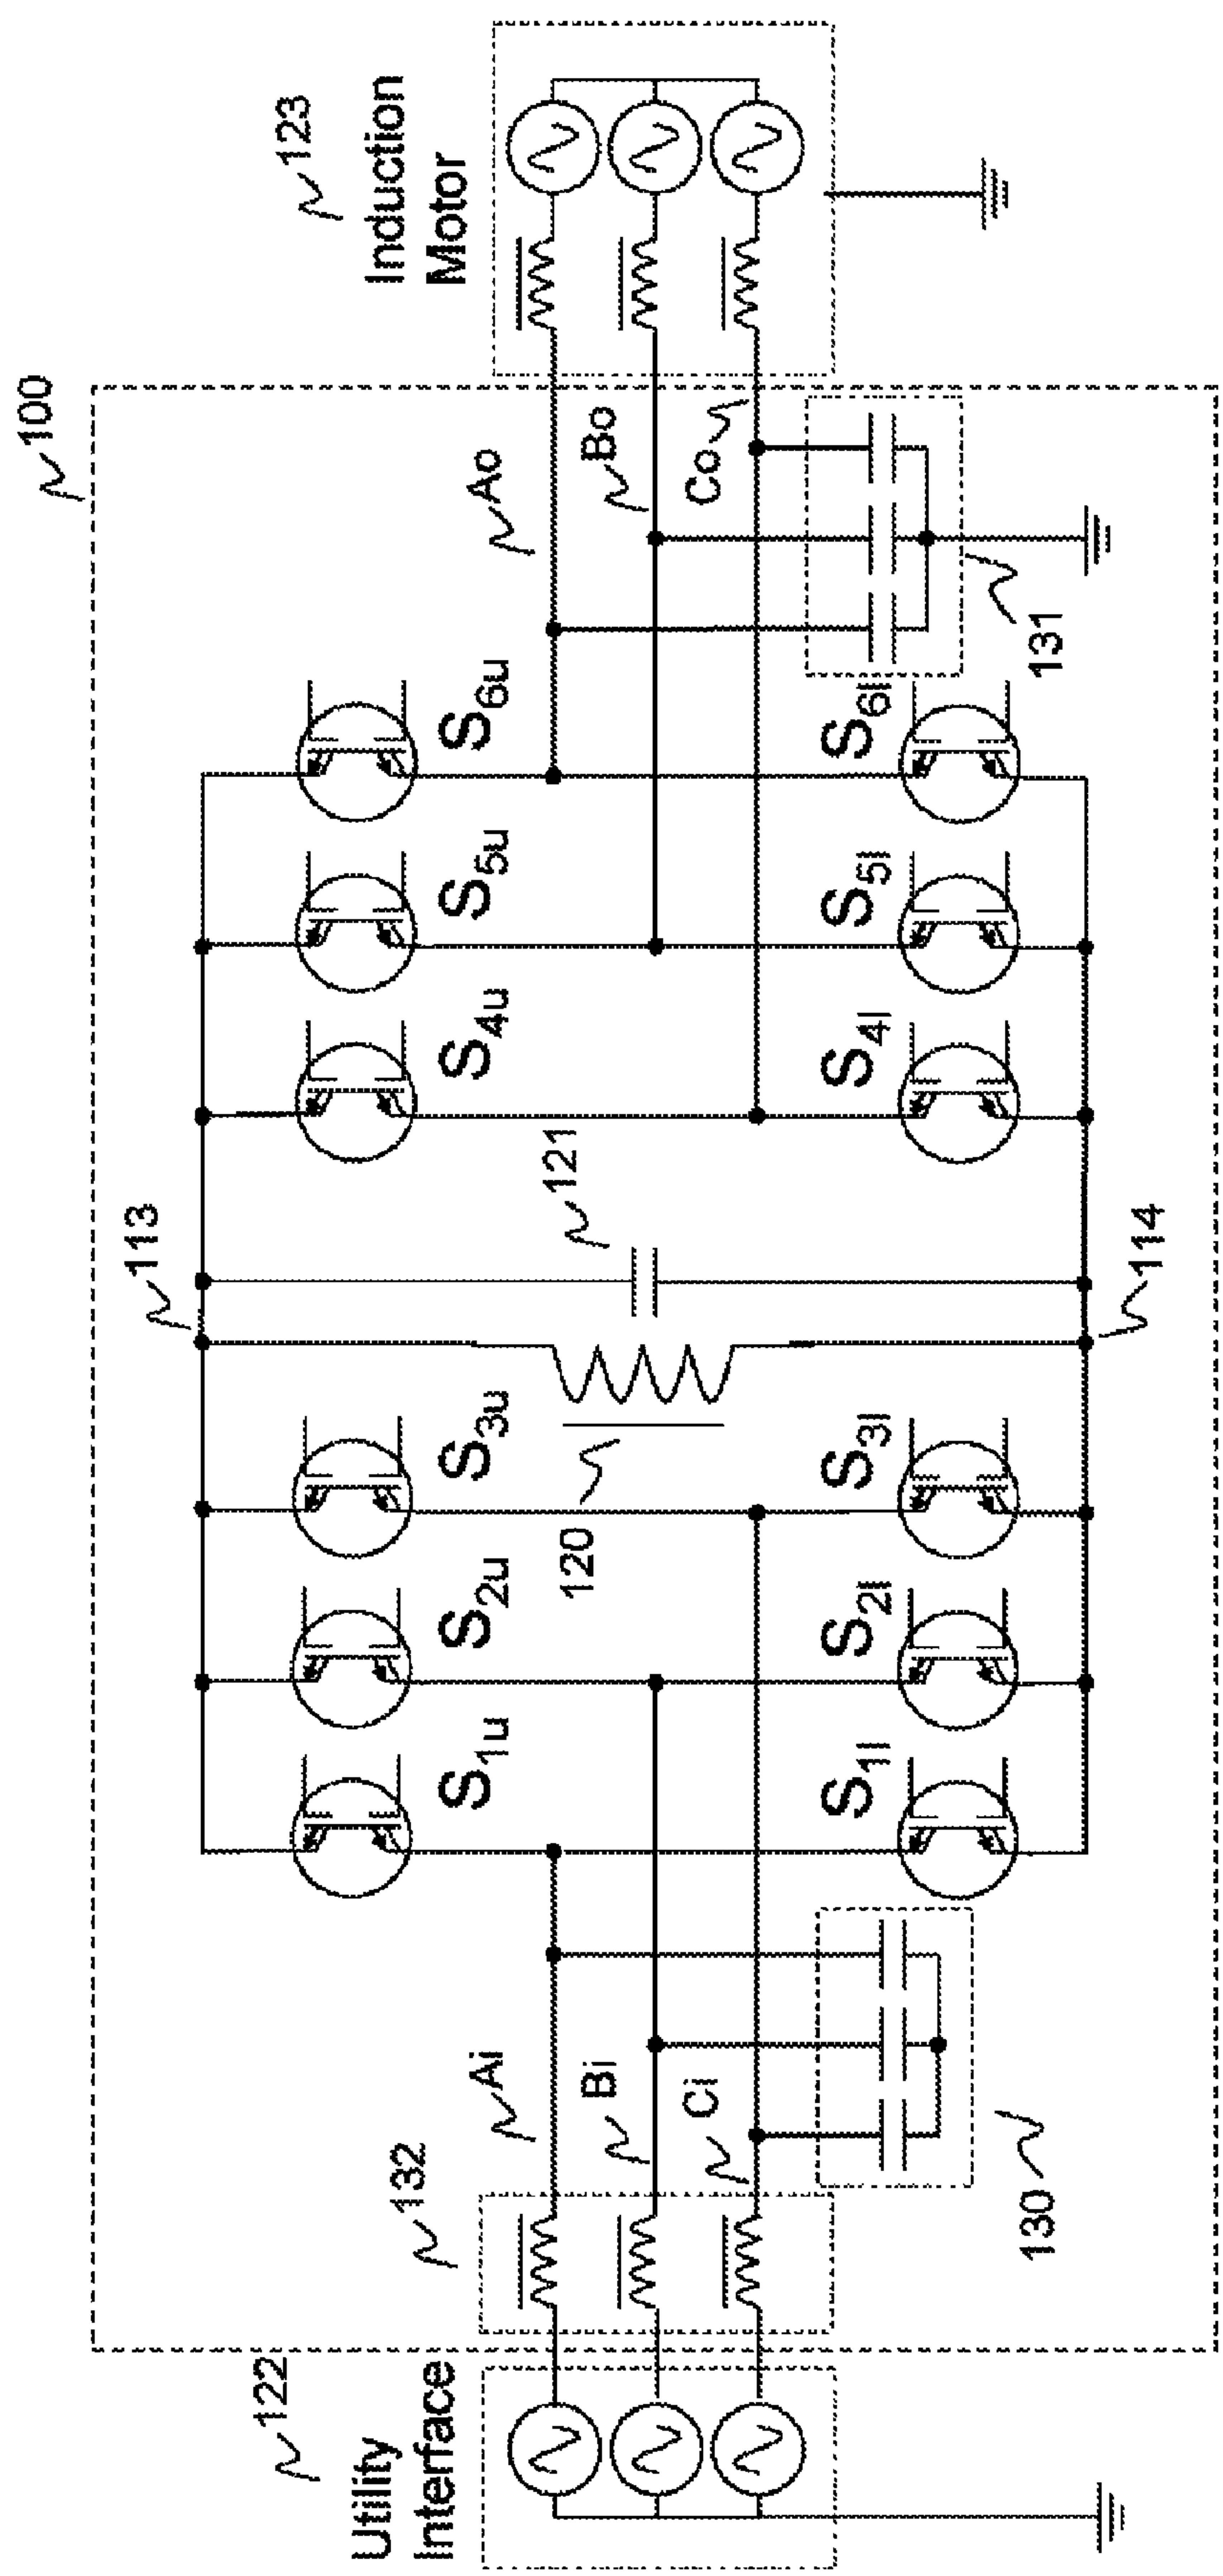 100
122
Utility
Interface
132
Ai
Bi
Ci
130
113
S1u
S2u
S3u
S1l
S2l
S3l
120
121
114
S4u
S5u
S6u
S4l
S5l
S6l
Ao
Bo
Co
131
123
Induction
Motor